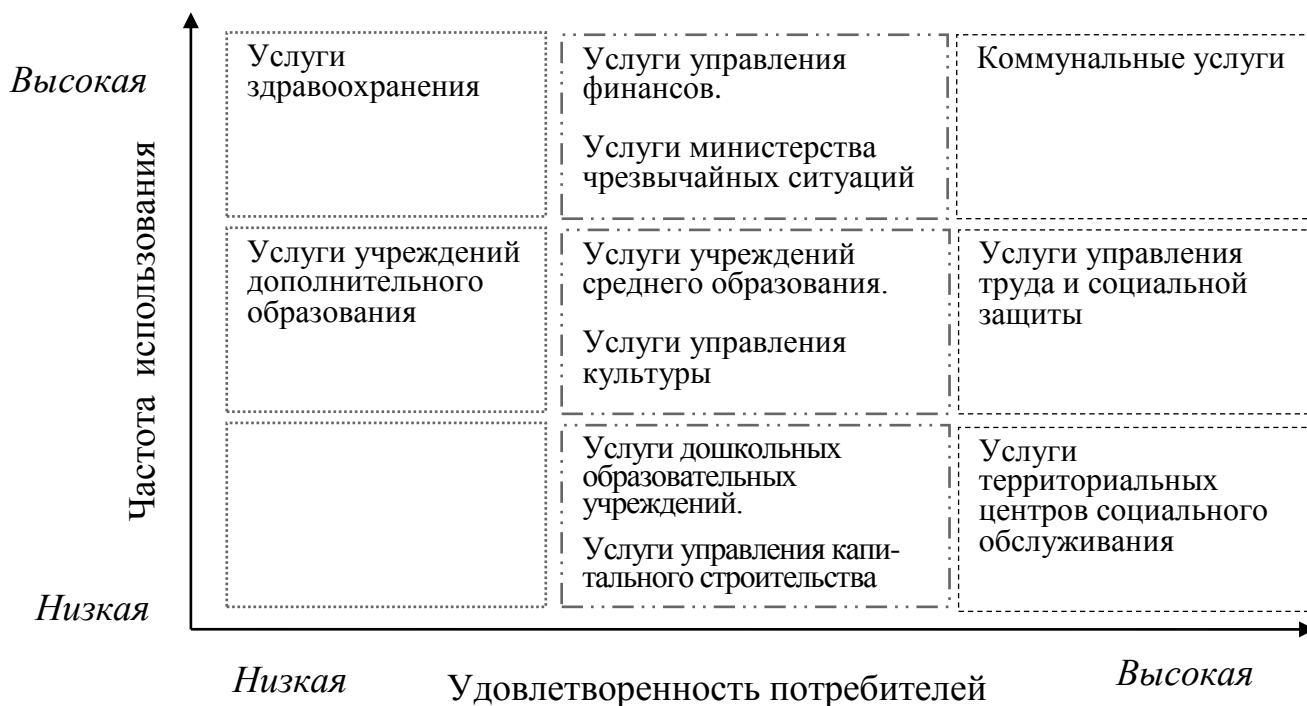 Высокая
Частота использования
Низкая
Услуги
здравоохранения
Услуги управления
финансов.
Услуги министерства
чрезвычайных ситуаций
Коммунальные услуги
Услуги учреждений
дополнительного
образования
Услуги учреждений
среднего образования.
Услуги управления
культуры
Услуги управления
труда и социальной
защиты
Услуги дошкольных
образовательных
учреждений.
Услуги управления капи-
тального строительства
Услуги
территориальных
центров социального
обслуживания
Низкая
Удовлетворенность потребителей
Высокая